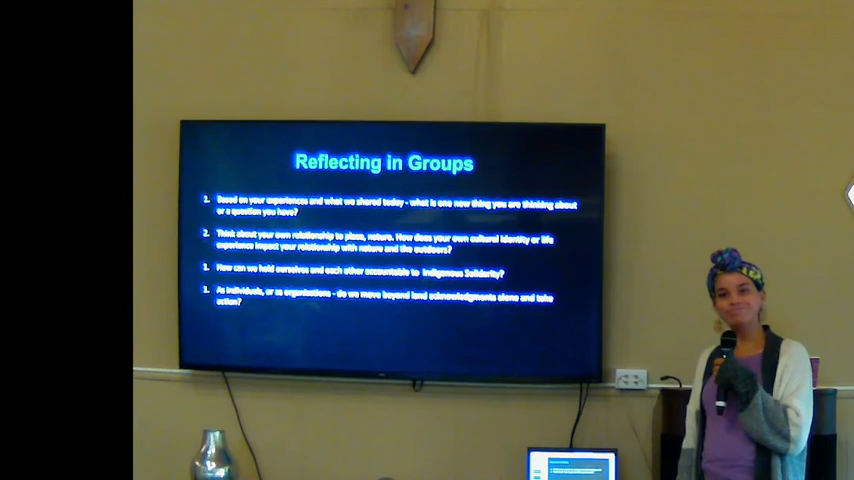 Reflecting in Groups
1. Based on your experiences and what we shared today - what is one new thing you are thinking about
or a question you have?
2. Think about your own relationship to place, nature. How does your own cultural identity or life
experience impact your relationship with nature and the outdoors?
3. How can we hold ourselves and each other accountable to Indigenous Solidarity?
As individuals, or as organizations - do we move beyond land acknowledgments alone and take
action?